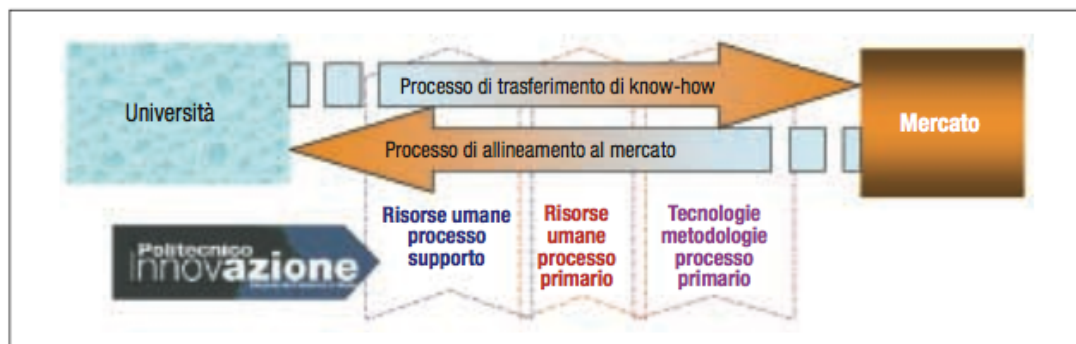 Processo di trasferimento di know-how
Università
Mercato
Processo di allineamento al mercato
Risorse umane
processo
supporto
Risorse
umane
processo
primario
Tecnologie
metodologie
processo
primario
Politecnico
Innovazione